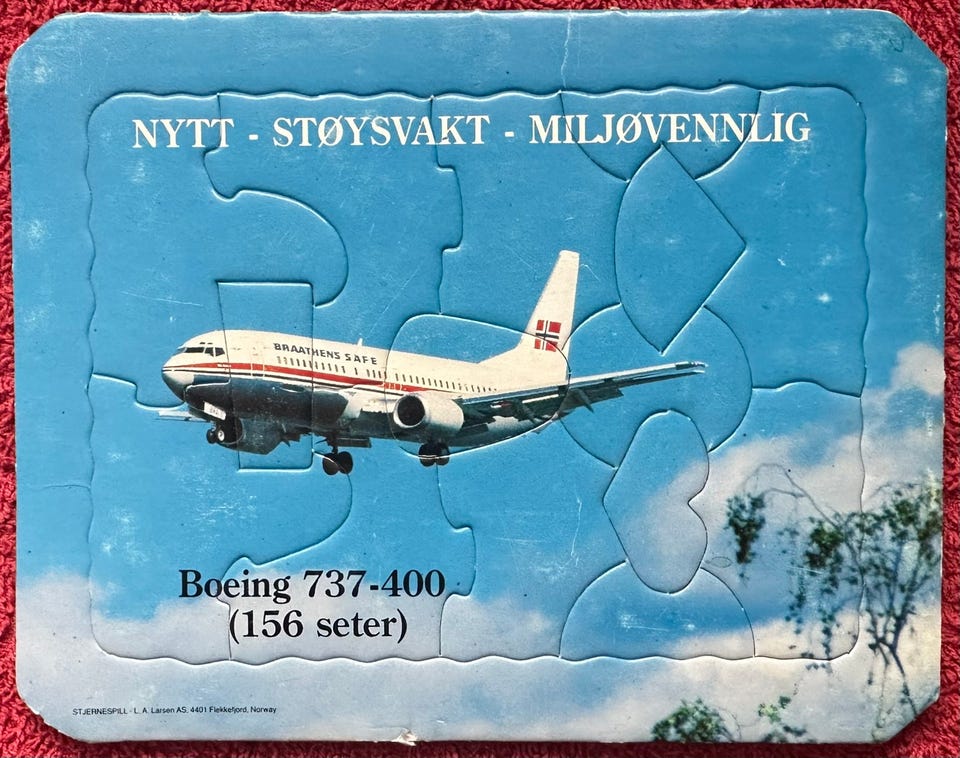 NYTT - STØYSVAKT - MILJØVENNLIG
BRAATHENS SAFE
Boeing 737-400
(156 seter)
STJERNESPILL - L. A. Larsen AS, 4401 Flekkefjord, Norway